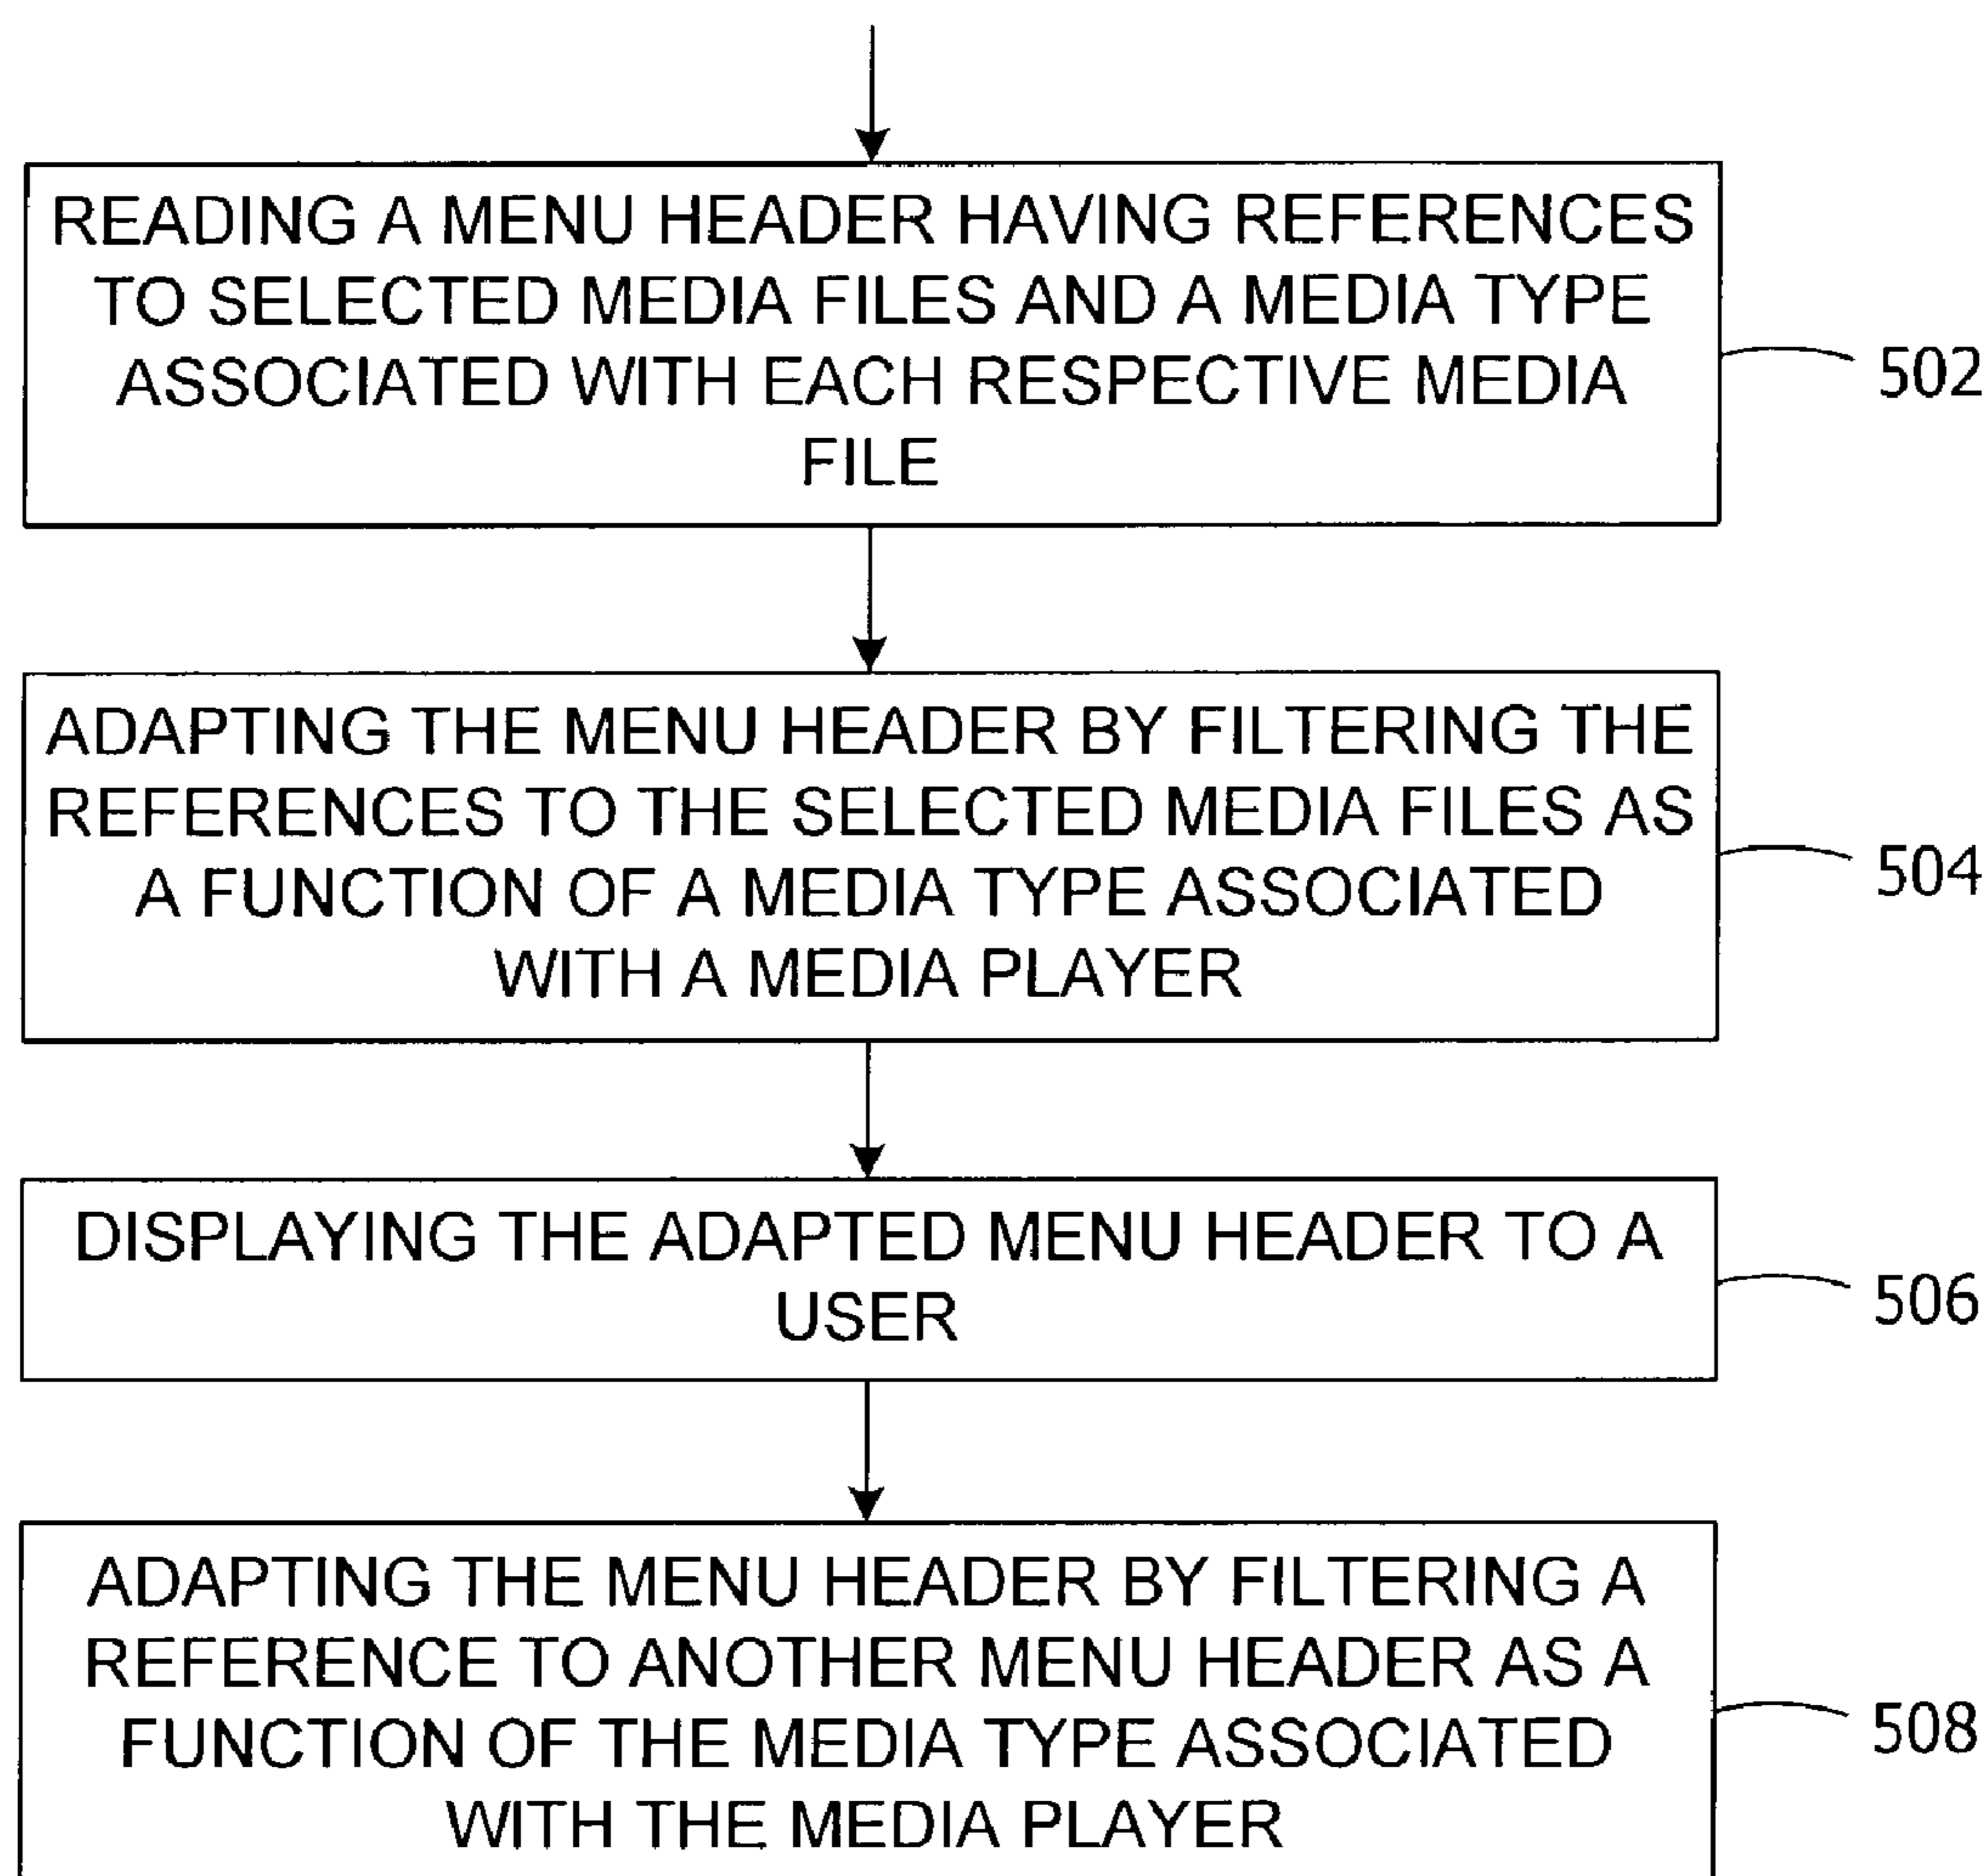 READING A MENU HEADER HAVING REFERENCES
TO SELECTED MEDIA FILES AND A MEDIA TYPE
ASSOCIATED WITH EACH RESPECTIVE MEDIA
FILE
502
ADAPTING THE MENU HEADER BY FILTERING THE
REFERENCES TO THE SELECTED MEDIA FILES AS
A FUNCTION OF A MEDIA TYPE ASSOCIATED
WITH A MEDIA PLAYER
504
DISPLAYING THE ADAPTED MENU HEADER TO A
USER
506
ADAPTING THE MENU HEADER BY FILTERING A
REFERENCE TO ANOTHER MENU HEADER AS A
FUNCTION OF THE MEDIA TYPE ASSOCIATED
WITH THE MEDIA PLAYER
508